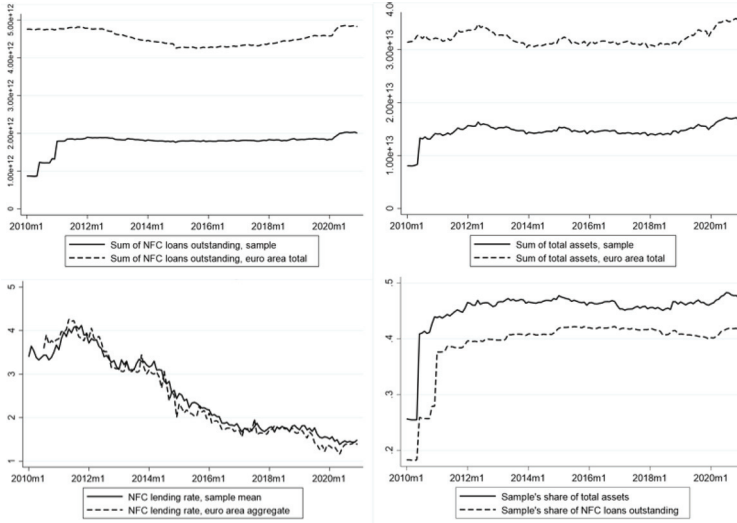 5.00e+12
4.00e+12
3.00e+12
2.00e+12
1.00e+12
0
2010m1 2012m1 2014m1 2016m1 2018m1 2020m1
Sum of NFC loans outstanding, sample
Sum of NFC loans outstanding, euro area total
3.00e+13
2.00e+13
1.00e+13
0
2010m1 2012m1 2014m1 2016m1 2018m1 2020m1
Sum of total assets, sample
Sum of total assets, euro area total
5
4
3
2
1
2010m1 2012m1 2014m1 2016m1 2018m1 2020m1
NFC lending rate, sample mean
NFC lending rate, euro area aggregate
.5
.4
.3
.2
2010m1 2012m1 2014m1 2016m1 2018m1 2020m1
Sample's share of total assets
Sample's share of NFC loans outstanding